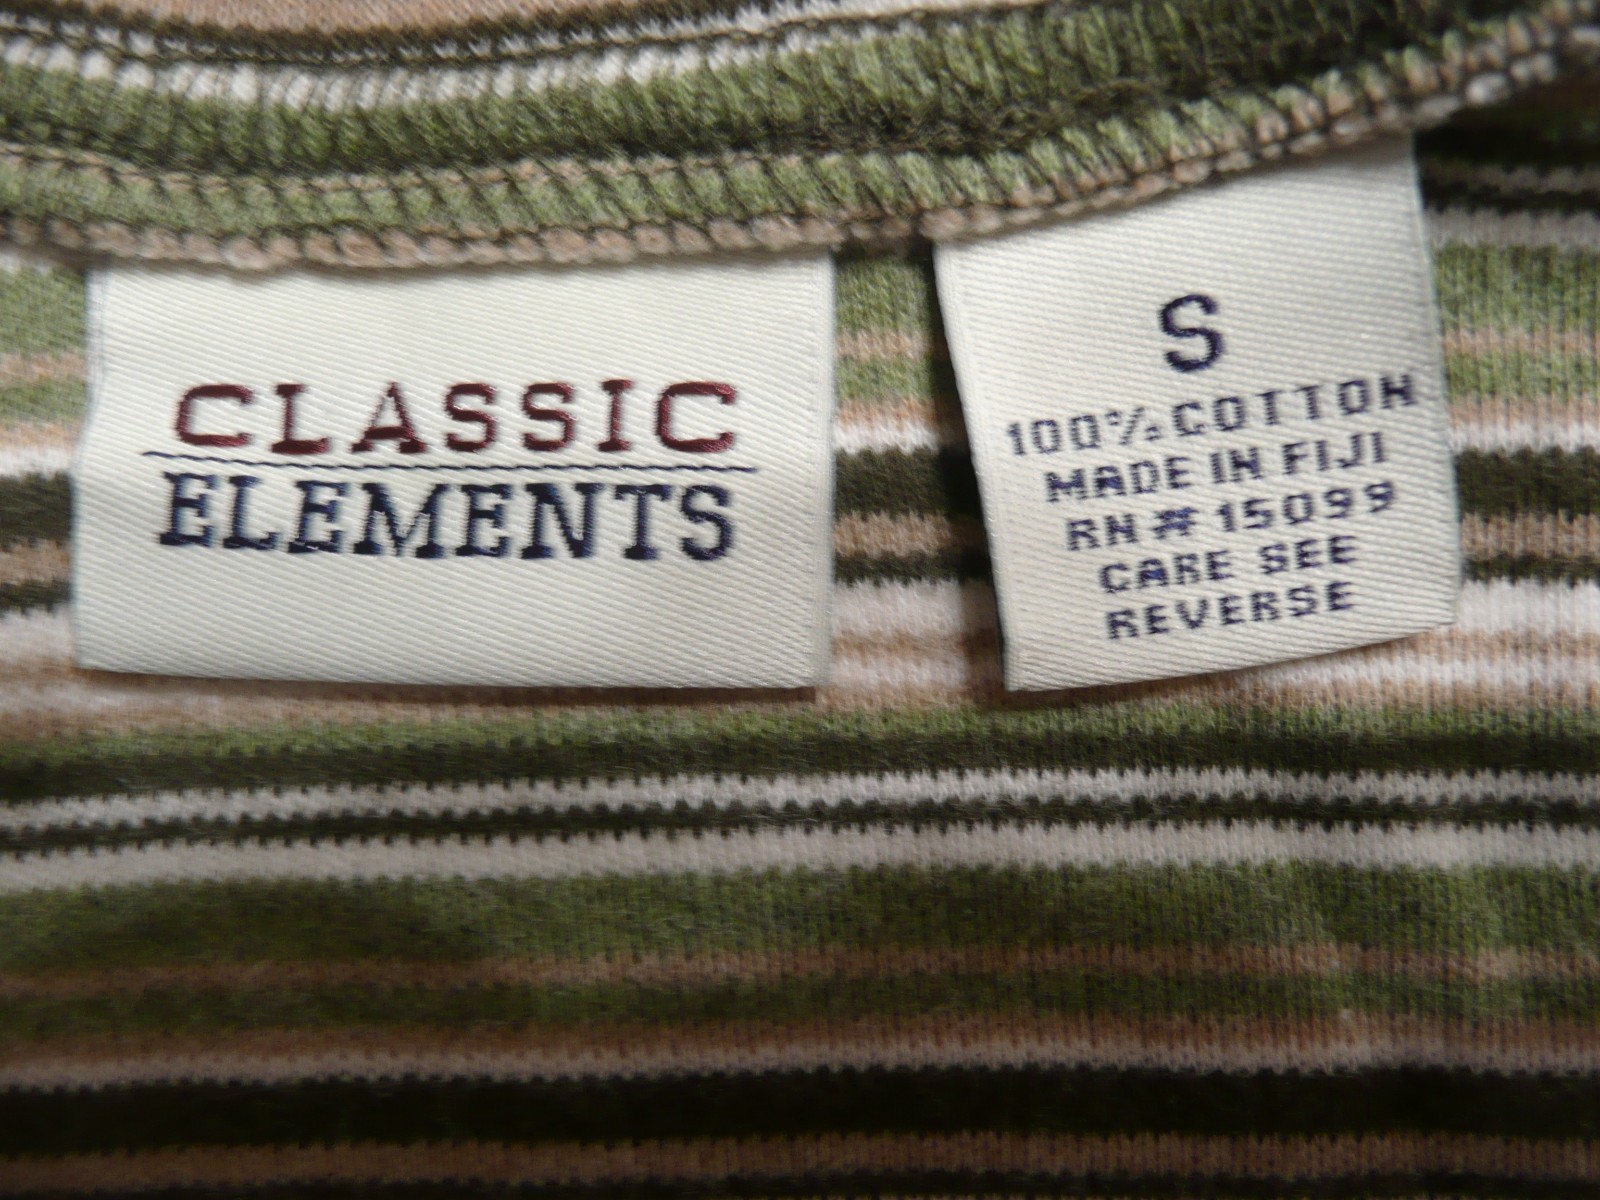 CLASSIC
ELEMENTS
S
100% COTTON
MADE IN FIJI
RN # 15099
CARE SEE
REVERSE